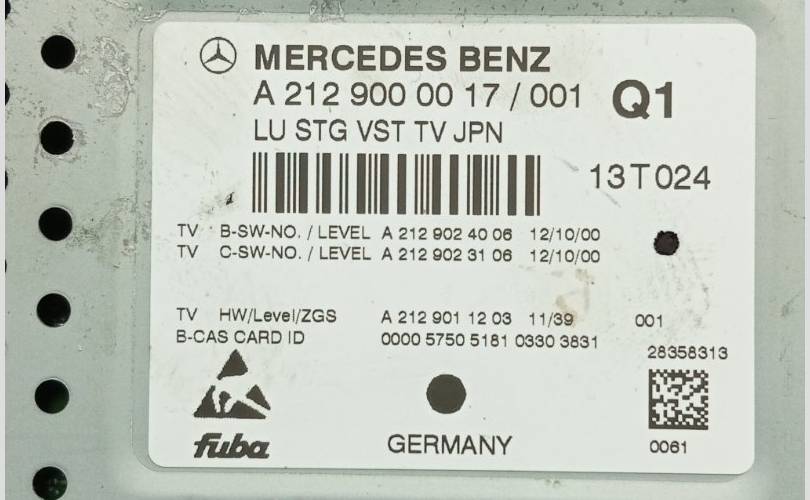 MERCEDES BENZ
A 212 900 00 17 / 001 Q1
LU STG VST TV JPN
13T024
TV B-SW-NO. / LEVEL A 212 902 40 06 12/10/00
TV C-SW-NO. / LEVEL A 212 902 31 06 12/10/00
TV HW/Level/ZGS A 212 901 12 03 11/39 001
B-CAS CARD ID 0000 5750 5181 0330 3831
28358313
fuba GERMANY 0061